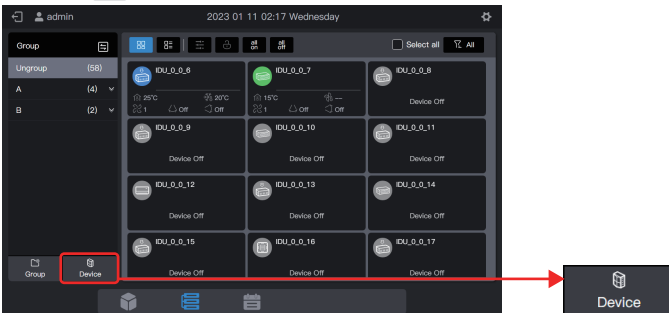 admin
2023 01 11 02:17 Wednesday
Group
all on
all off
Select all
All
Ungroup (58)
A (4)
B (2)
IDU_0_0_6
25°C 20°C
1 Off Off
IDU_0_0_7
15°C —
1 Off Off
IDU_0_0_8
Device Off
IDU_0_0_9
Device Off
IDU_0_0_10
Device Off
IDU_0_0_11
Device Off
IDU_0_0_12
Device Off
IDU_0_0_13
Device Off
IDU_0_0_14
Device Off
IDU_0_0_15
Device Off
IDU_0_0_16
Device Off
IDU_0_0_17
Device Off
Group
Device
Device